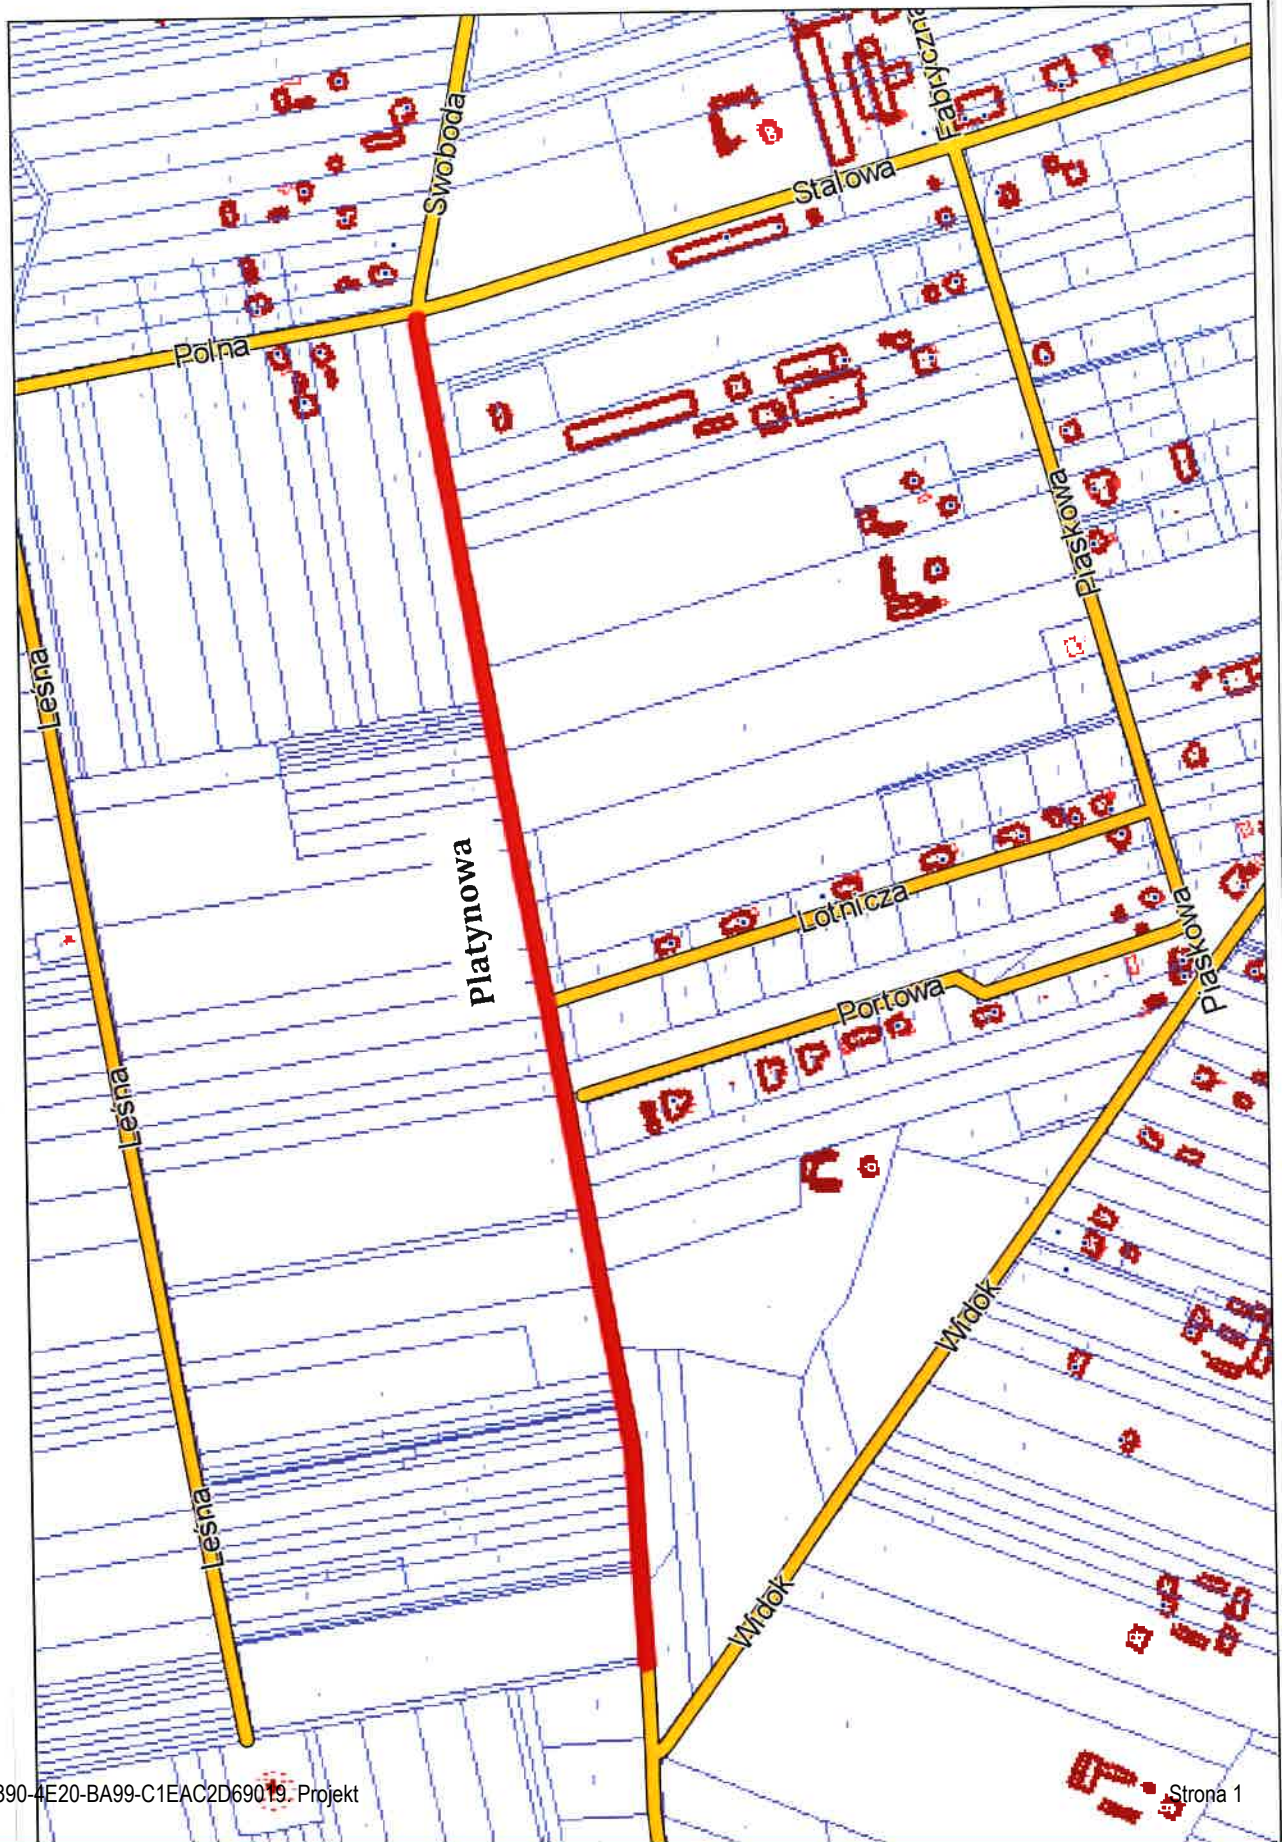 Swoboda
Fabryczna
Stalowa
Polna
Piaskowa
Leśna
Platynowa
Lotnicza
Portowa
Piaskowa
Leśna
Widok
Leśna
Widok
390-4E20-BA99-C1EAC2D69019. Projekt
Strona 1